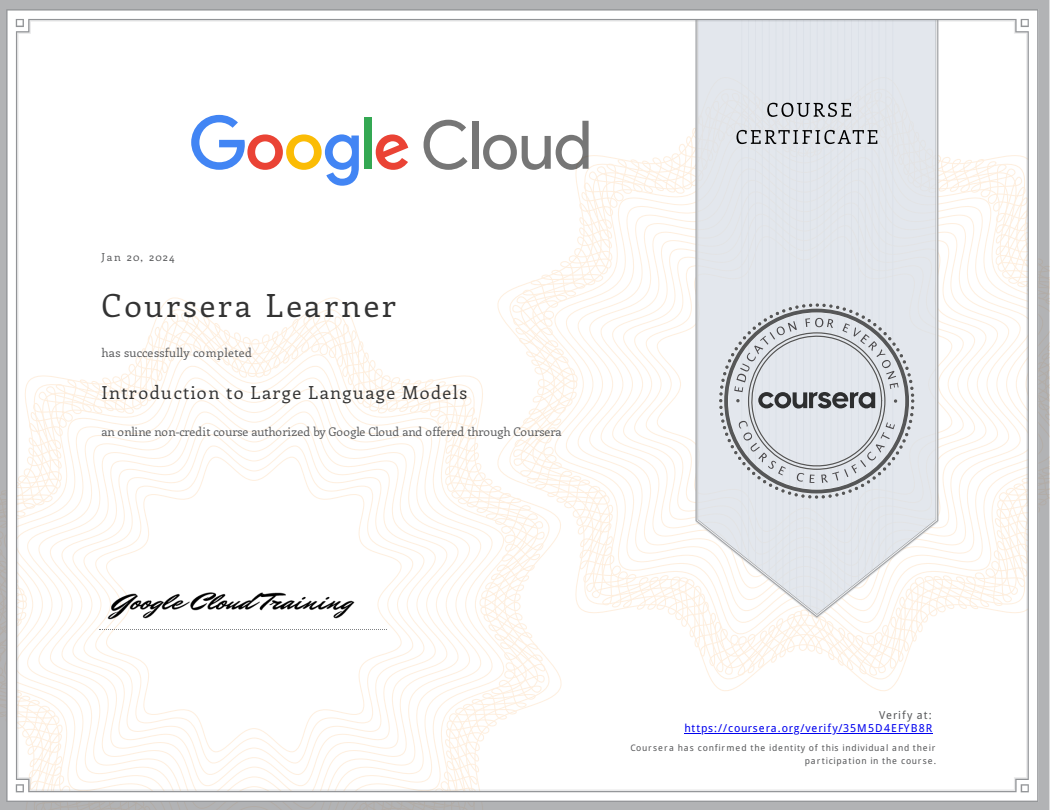 Google Cloud
COURSE
CERTIFICATE
Jan 20, 2024
Coursera Learner
has successfully completed
Introduction to Large Language Models
an online non-credit course authorized by Google Cloud and offered through Coursera
EDUCATION FOR EVERYONE
coursera
COURSE CERTIFICATE
Google Cloud Training
Verify at:
https://coursera.org/verify/35M5D4EFYB8R
Coursera has confirmed the identity of this individual and their
participation in the course.